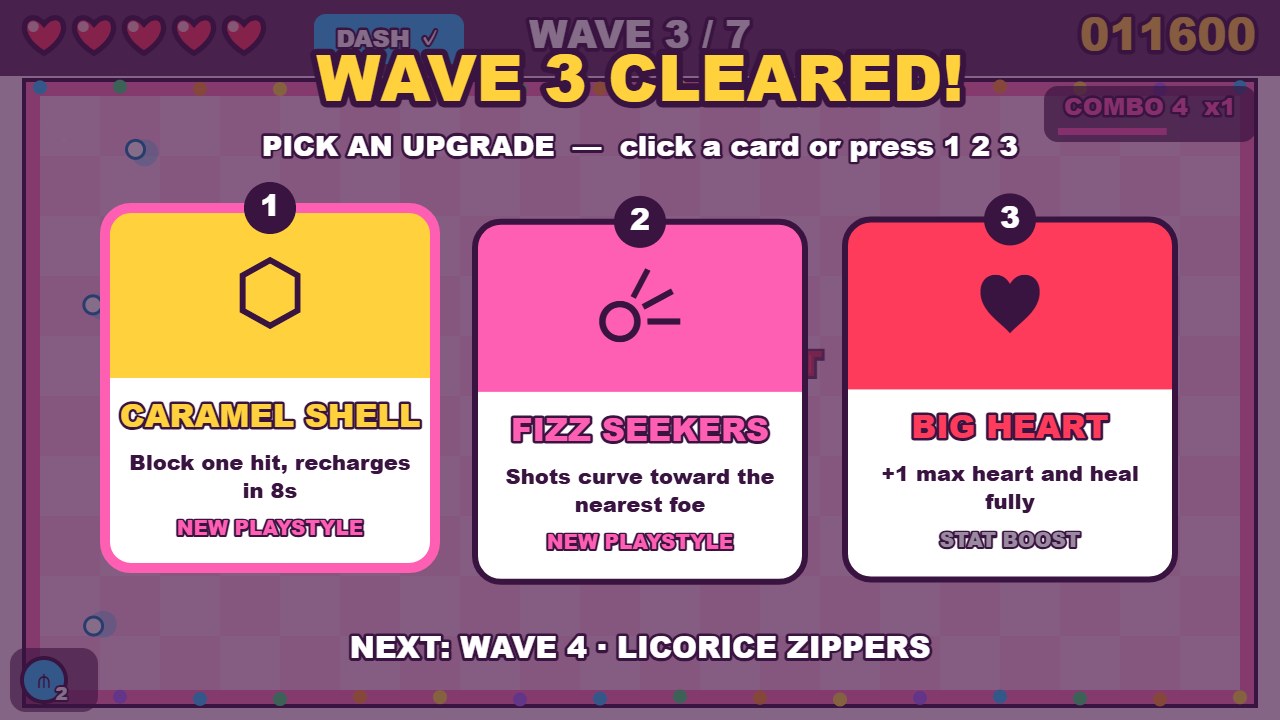 DASH ✓
WAVE 3 / 7
011600
WAVE 3 CLEARED!
COMBO 4 x1
PICK AN UPGRADE — click a card or press 1 2 3
1
CARAMEL SHELL
Block one hit, recharges
in 8s
NEW PLAYSTYLE
2
FIZZ SEEKERS
Shots curve toward the
nearest foe
NEW PLAYSTYLE
3
BIG HEART
+1 max heart and heal
fully
STAT BOOST
NEXT: WAVE 4 · LICORICE ZIPPERS
2